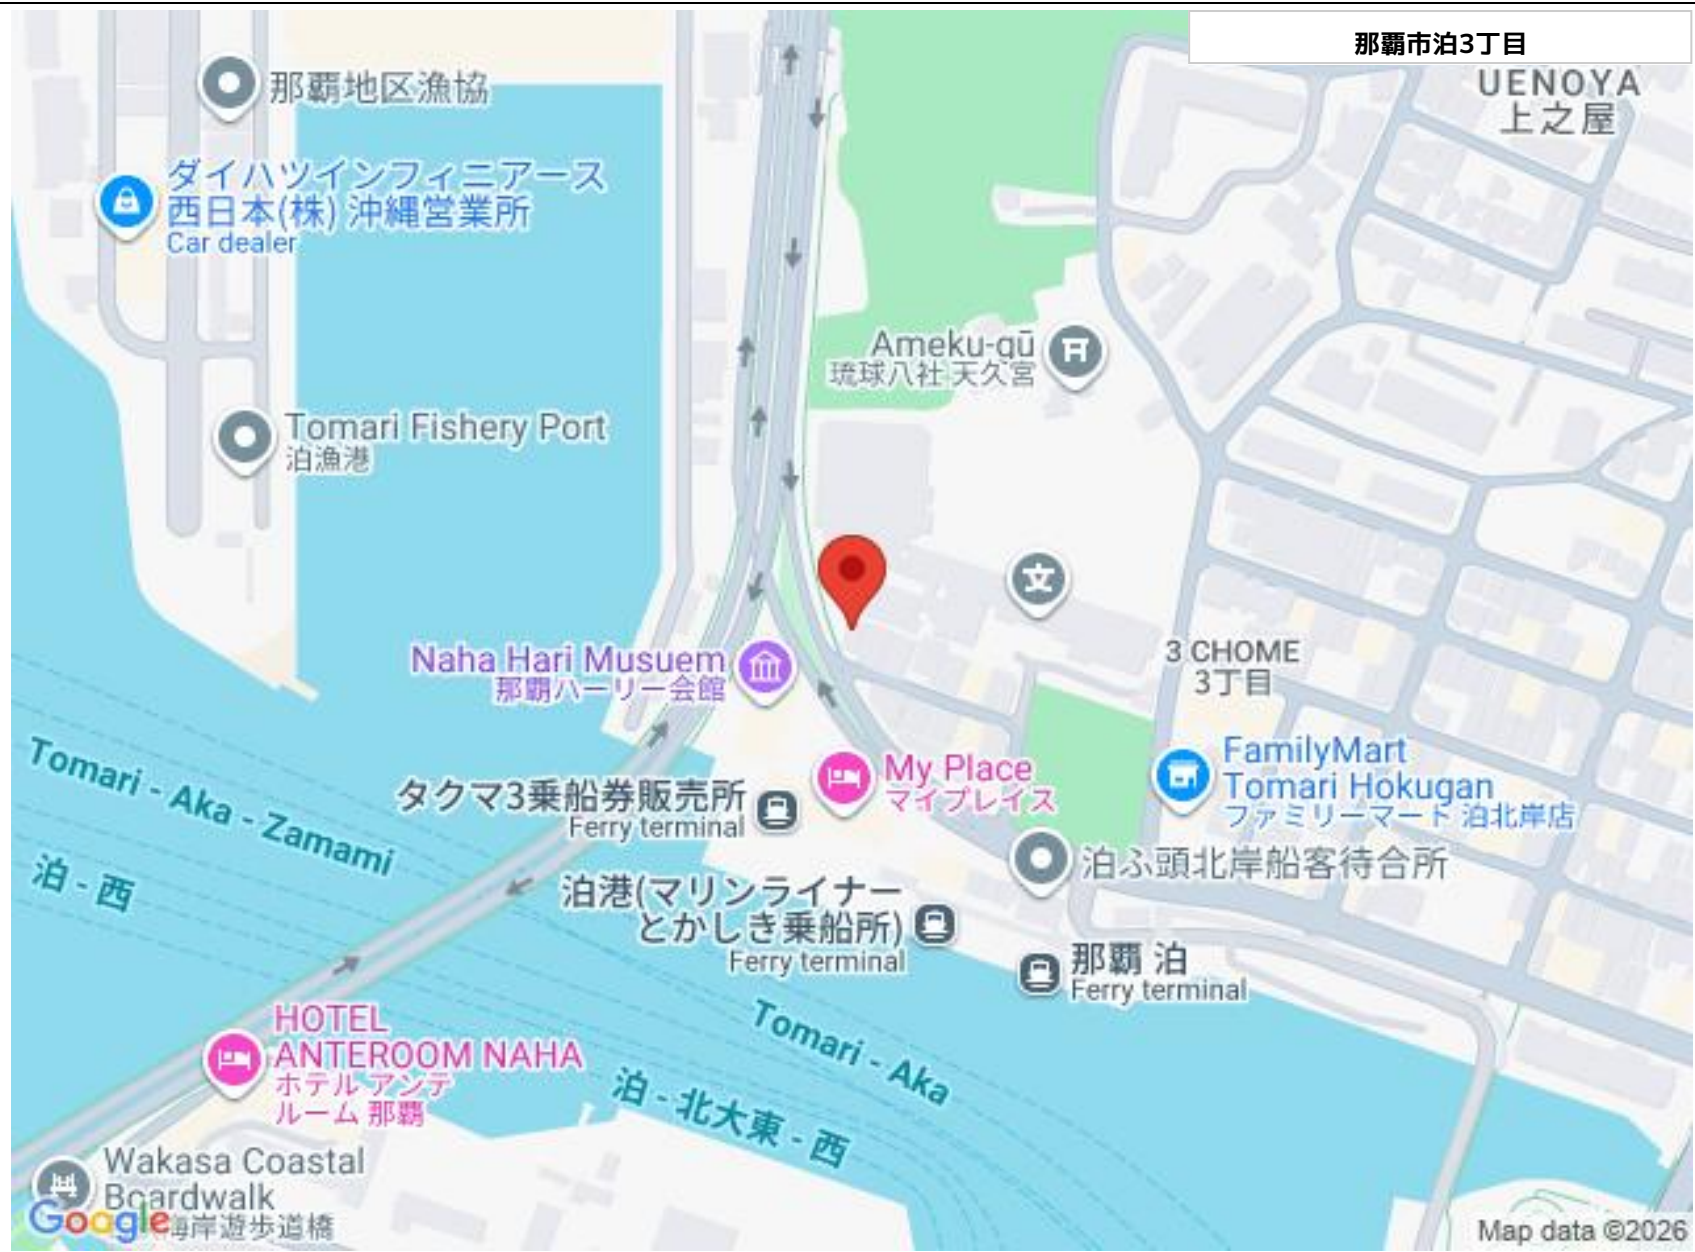 那覇市泊3丁目
UENOYA
上之屋
那覇地区漁協
ダイハツインフィニアース
西日本(株) 沖縄営業所
Car dealer
Ameku-gū
琉球八社 天久宮
Tomari Fishery Port
泊漁港
文
3 CHOME
3丁目
Naha Hari Musuem
那覇ハーリー会館
FamilyMart
Tomari Hokugan
ファミリーマート 泊北岸店
My Place
マイプレイス
タクマ3乗船券販売所
Ferry terminal
Tomari - Aka - Zamami
泊 - 西
泊ふ頭北岸船客待合所
泊港(マリンライナー
とかしき乗船所)
Ferry terminal
那覇 泊
Ferry terminal
HOTEL
ANTEROOM NAHA
ホテル アンテ
ルーム 那覇
Tomari - Aka
泊 - 北大東 - 西
Wakasa Coastal
Boardwalk
海岸遊歩道橋
Google
Map data ©2026